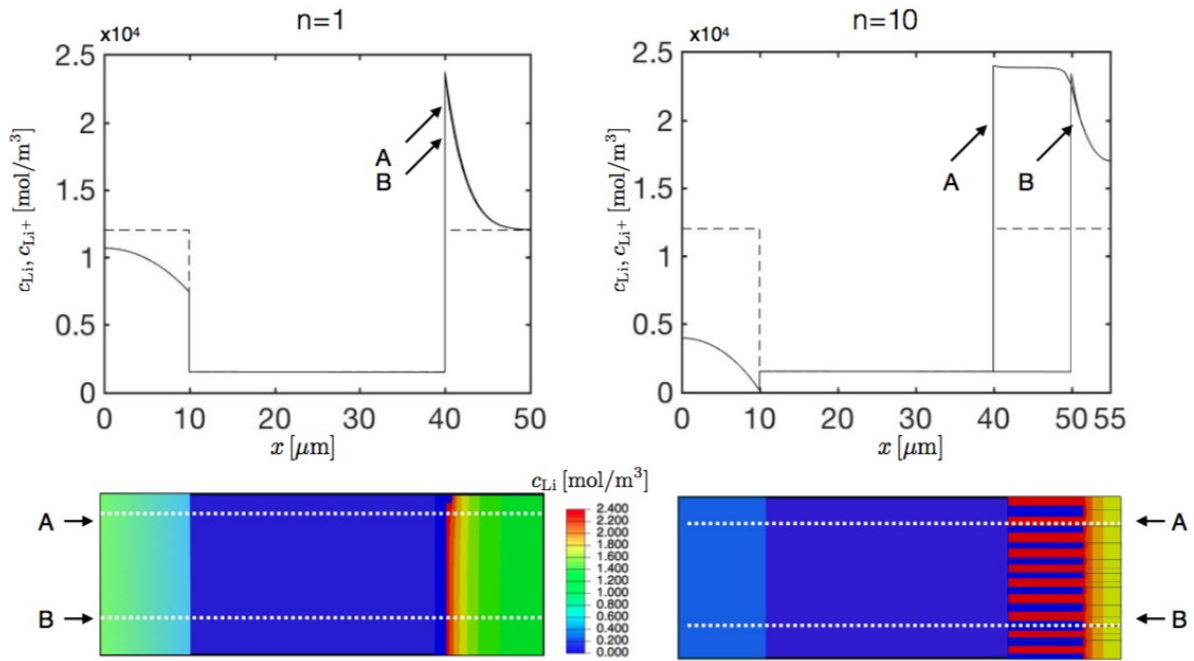 n=1
x10⁴
2.5
2
1.5
1
0.5
0
c_Li, c_Li+ [mol/m³]
A
B
0 10 20 30 40 50
x [μm]
n=10
x10⁴
2.5
2
1.5
1
0.5
0
c_Li, c_Li+ [mol/m³]
A B
0 10 20 30 40 50 55
x [μm]
c_Li [mol/m³]
2.400
2.200
2.000
1.800
1.600
1.400
1.200
1.000
0.800
0.600
0.400
0.200
0.000
A
B
A
B